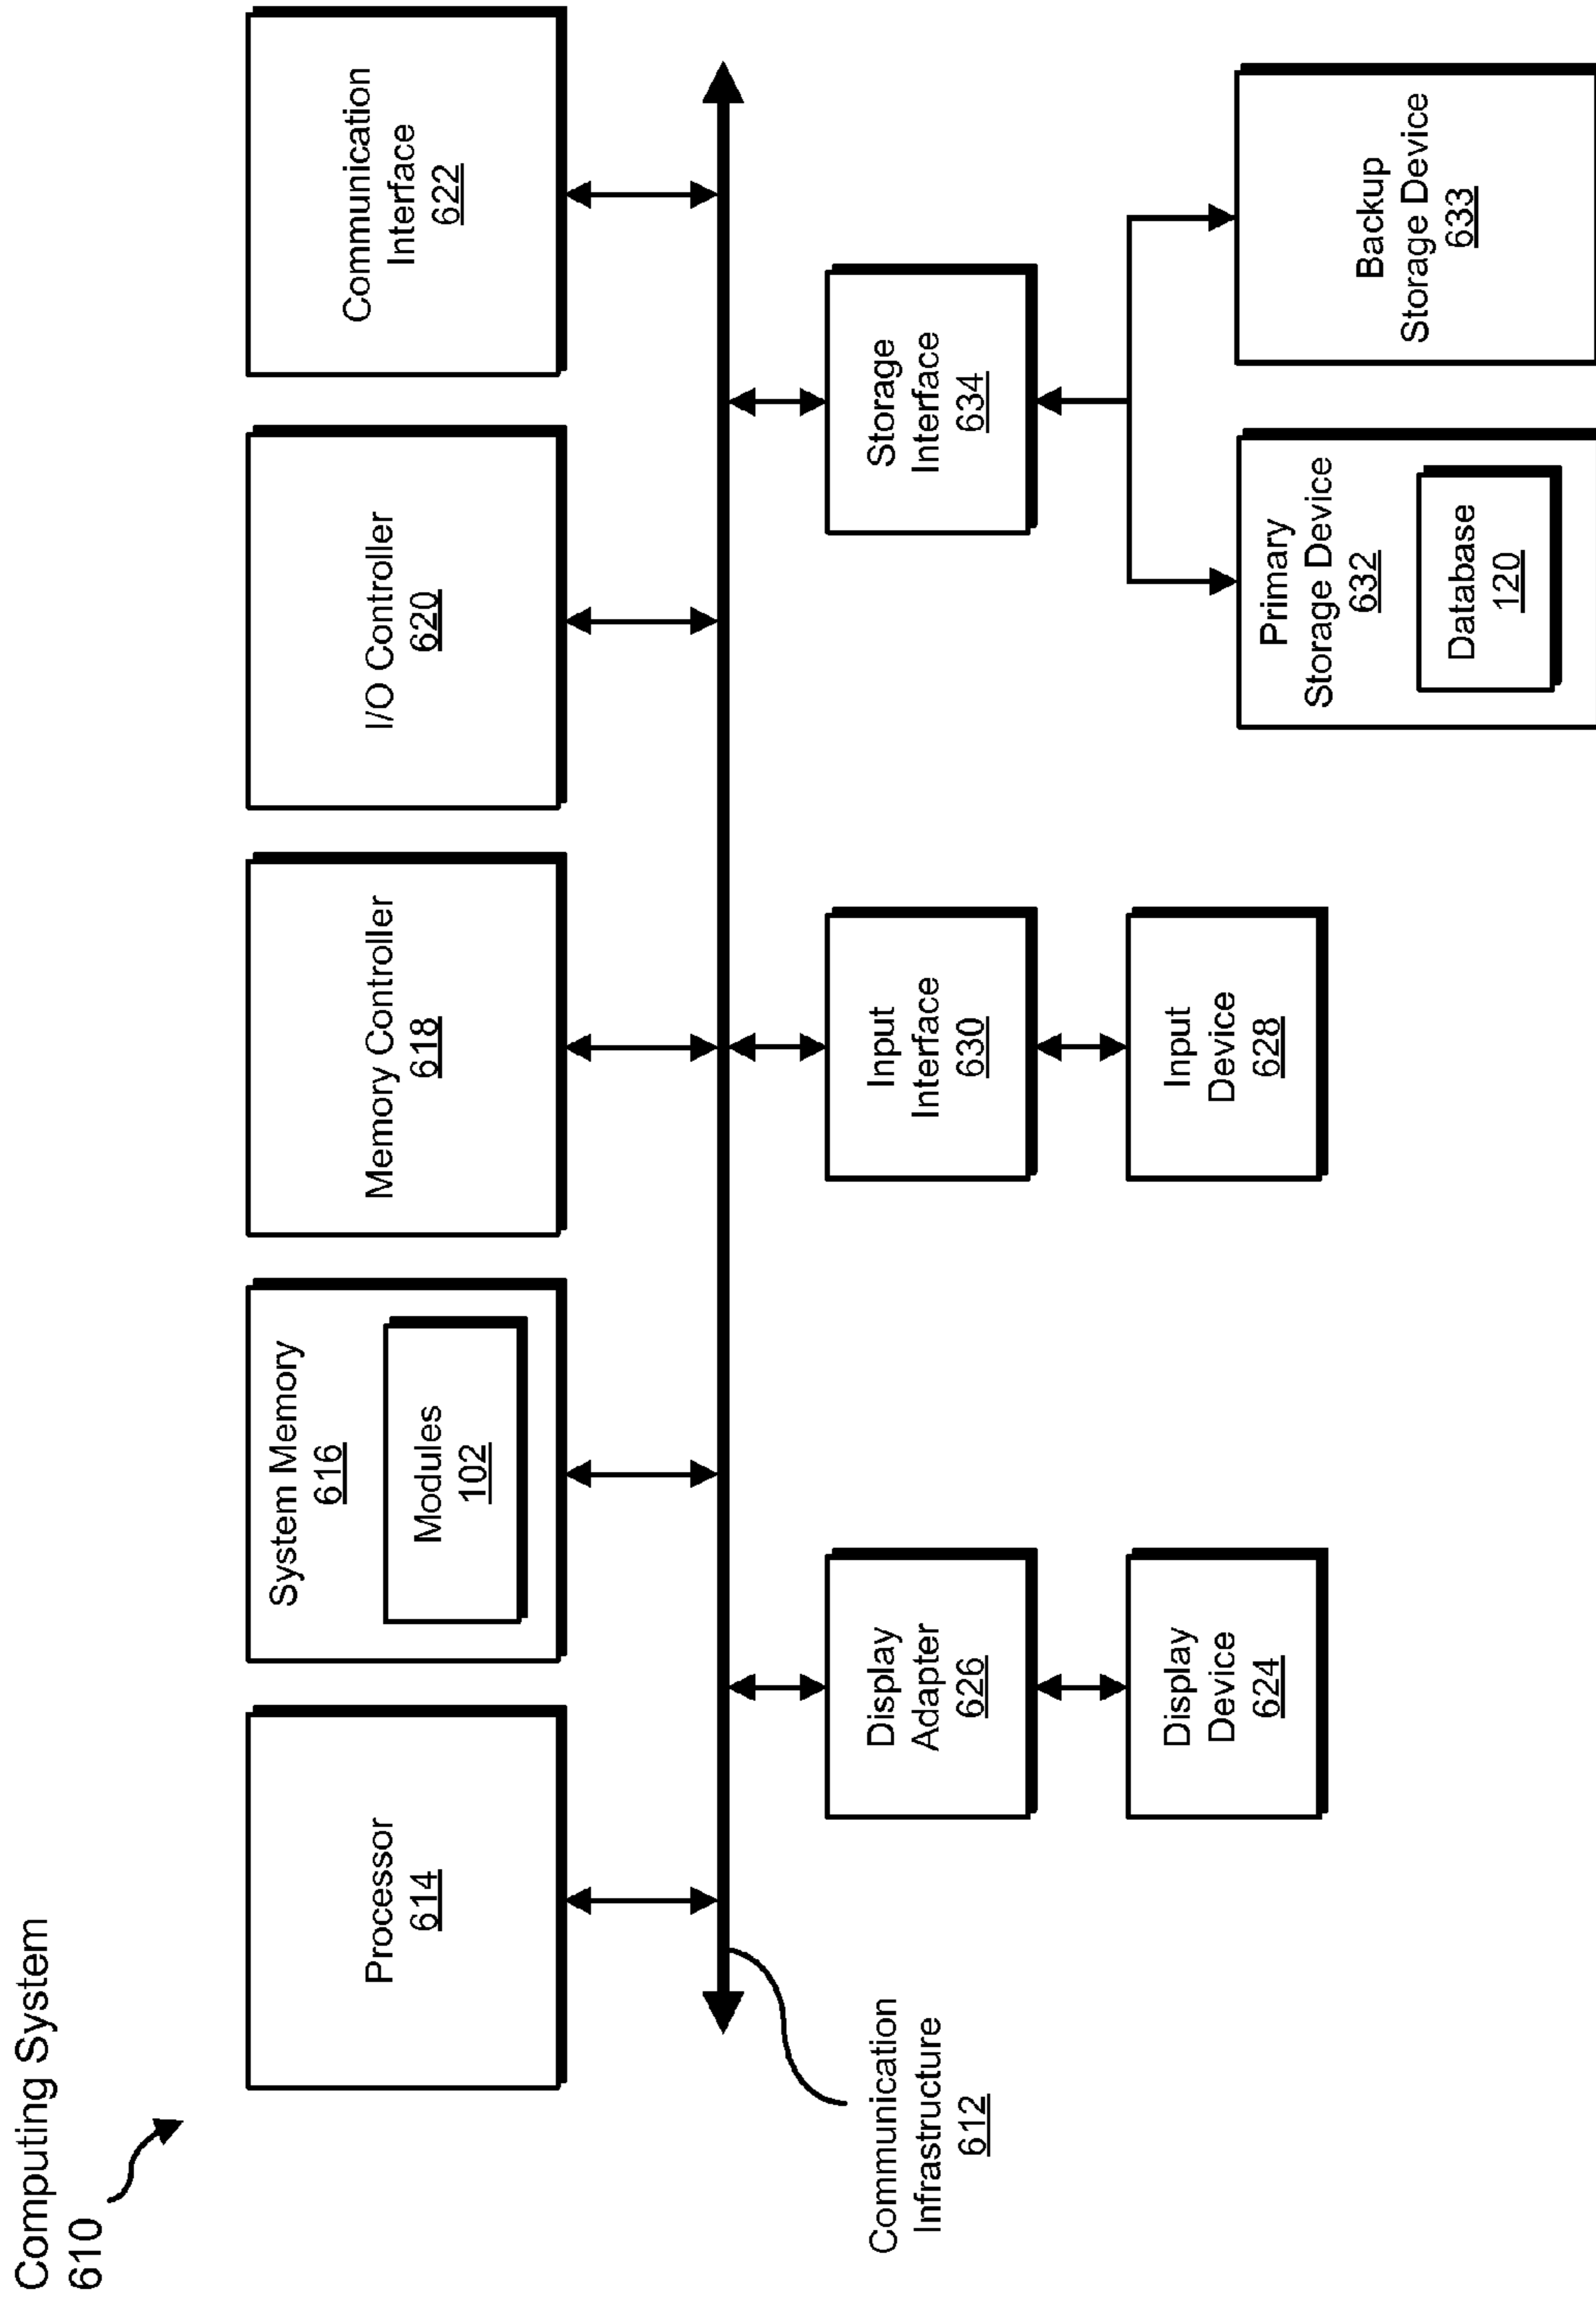 Computing System
610
Processor
614
System Memory
616
Modules
102
Memory Controller
618
I/O Controller
620
Communication
Interface
622
Communication
Infrastructure
612
Display
Adapter
626
Input
Interface
630
Storage
Interface
634
Display
Device
624
Input
Device
628
Primary
Storage Device
632
Database
120
Backup
Storage Device
633